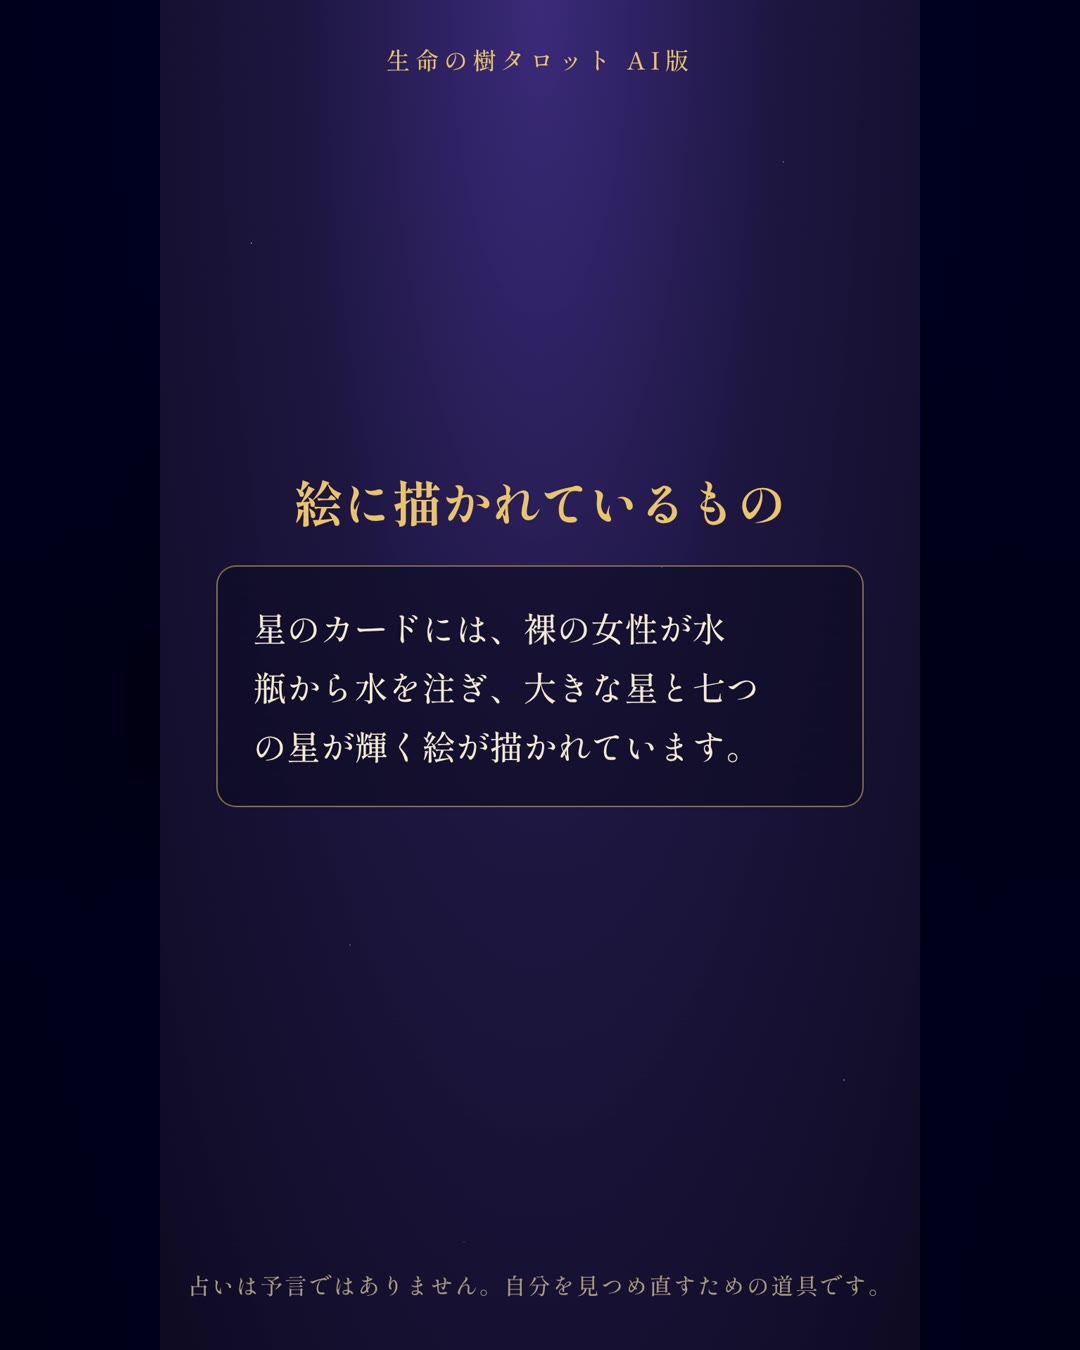 生命の樹タロット AI版
絵に描かれているもの
星のカードには、裸の女性が水
瓶から水を注ぎ、大きな星と七つ
の星が輝く絵が描かれています。
占いは予言ではありません。自分を見つめ直すための道具です。